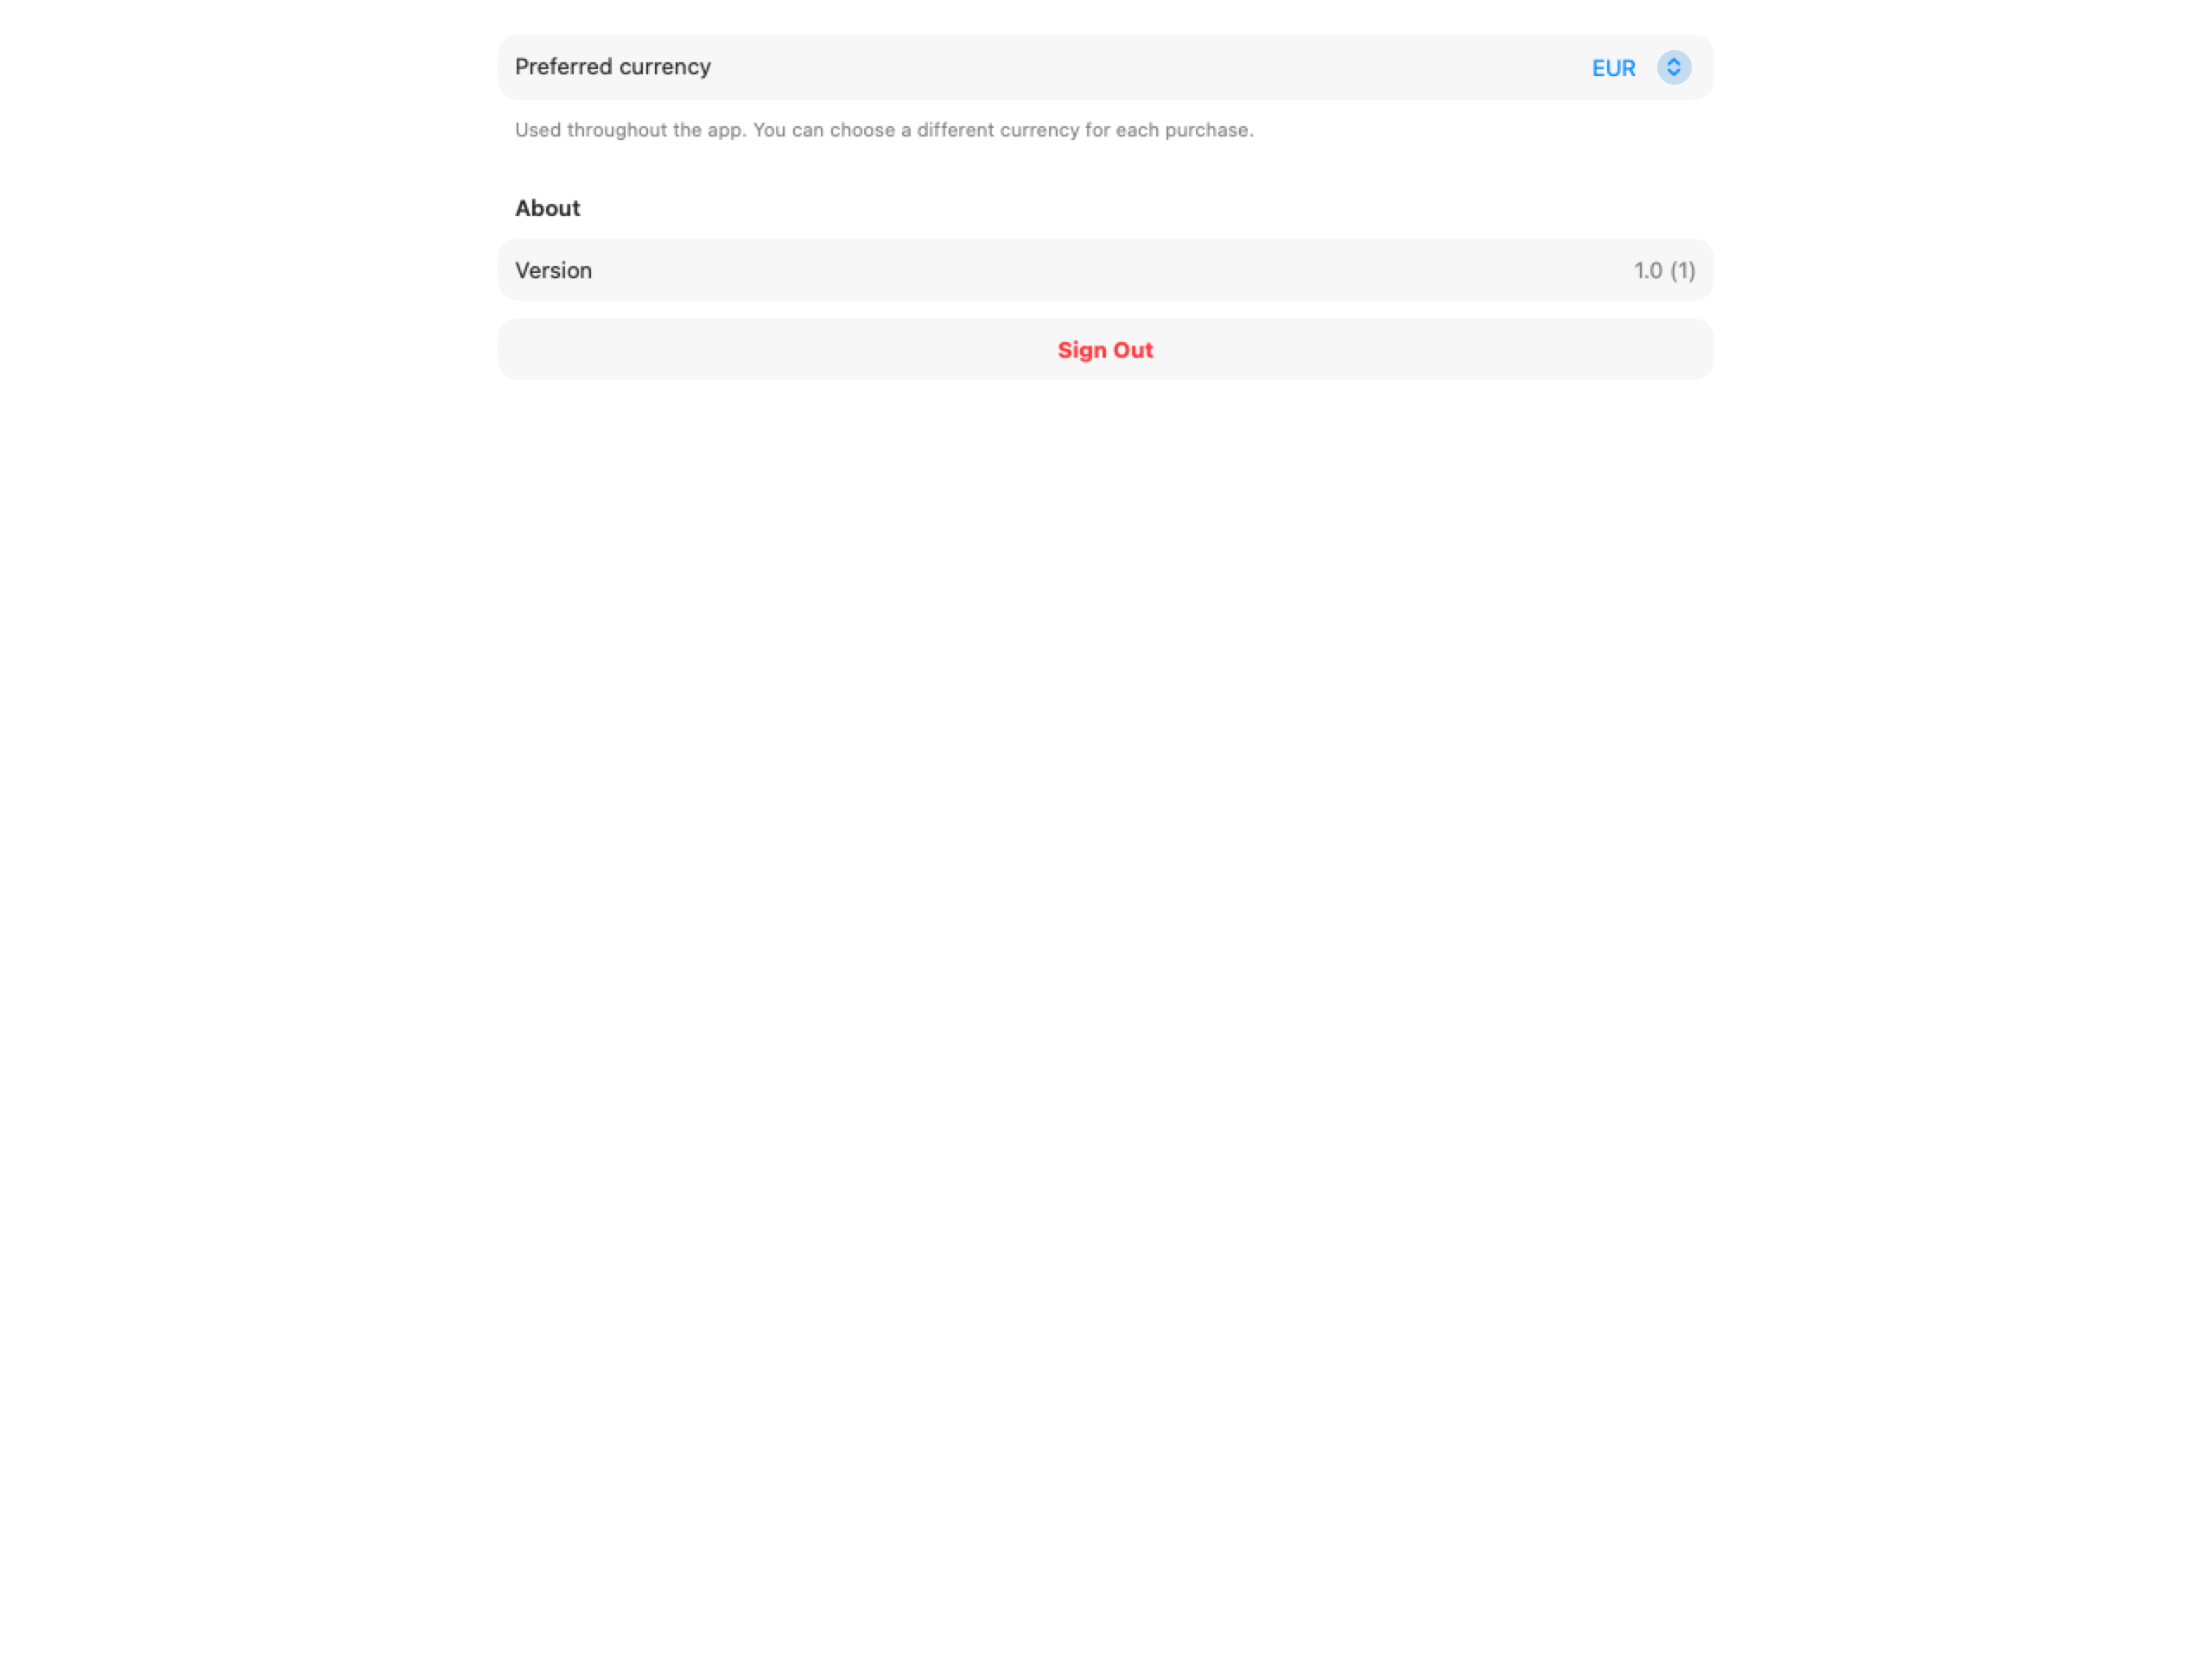 Preferred currency EUR
Used throughout the app. You can choose a different currency for each purchase.
About
Version 1.0 (1)
Sign Out